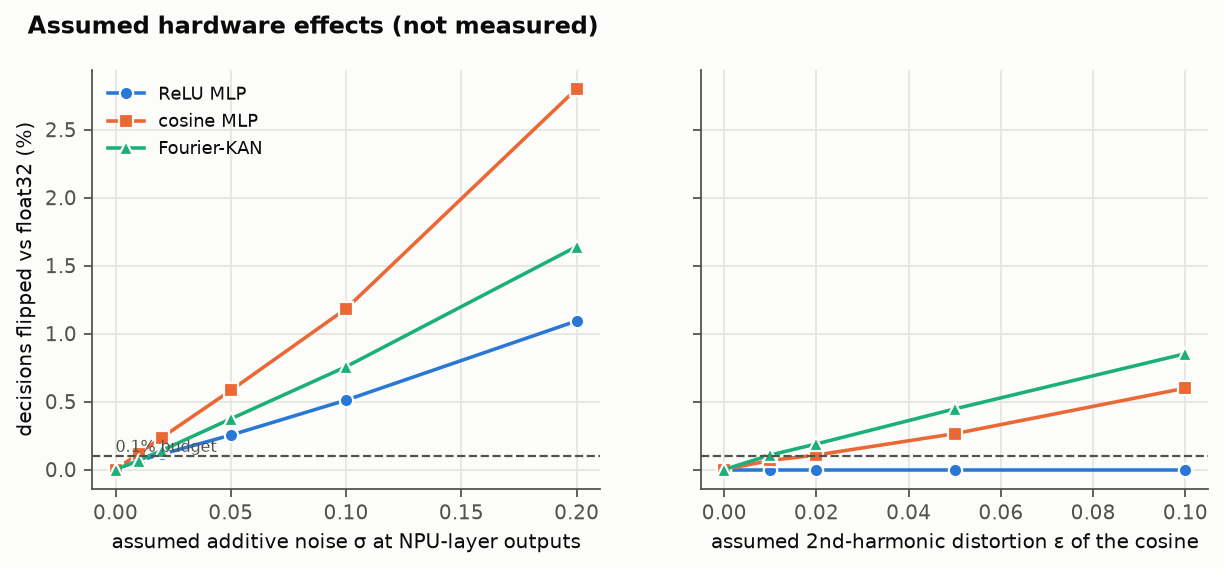 Assumed hardware effects (not measured)
ReLU MLP
cosine MLP
Fourier-KAN
decisions flipped vs float32 (%)
2.5
2.0
1.5
1.0
0.5
0.0
0.1% budget
0.00 0.05 0.10 0.15 0.20
assumed additive noise σ at NPU-layer outputs
0.00 0.02 0.04 0.06 0.08 0.10
assumed 2nd-harmonic distortion ε of the cosine